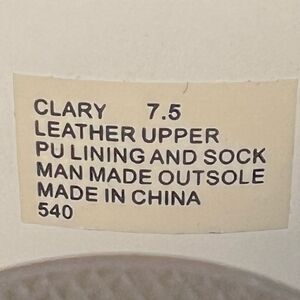 CLARY 7.5
LEATHER UPPER
PU LINING AND SOCK
MAN MADE OUTSOLE
MADE IN CHINA
540